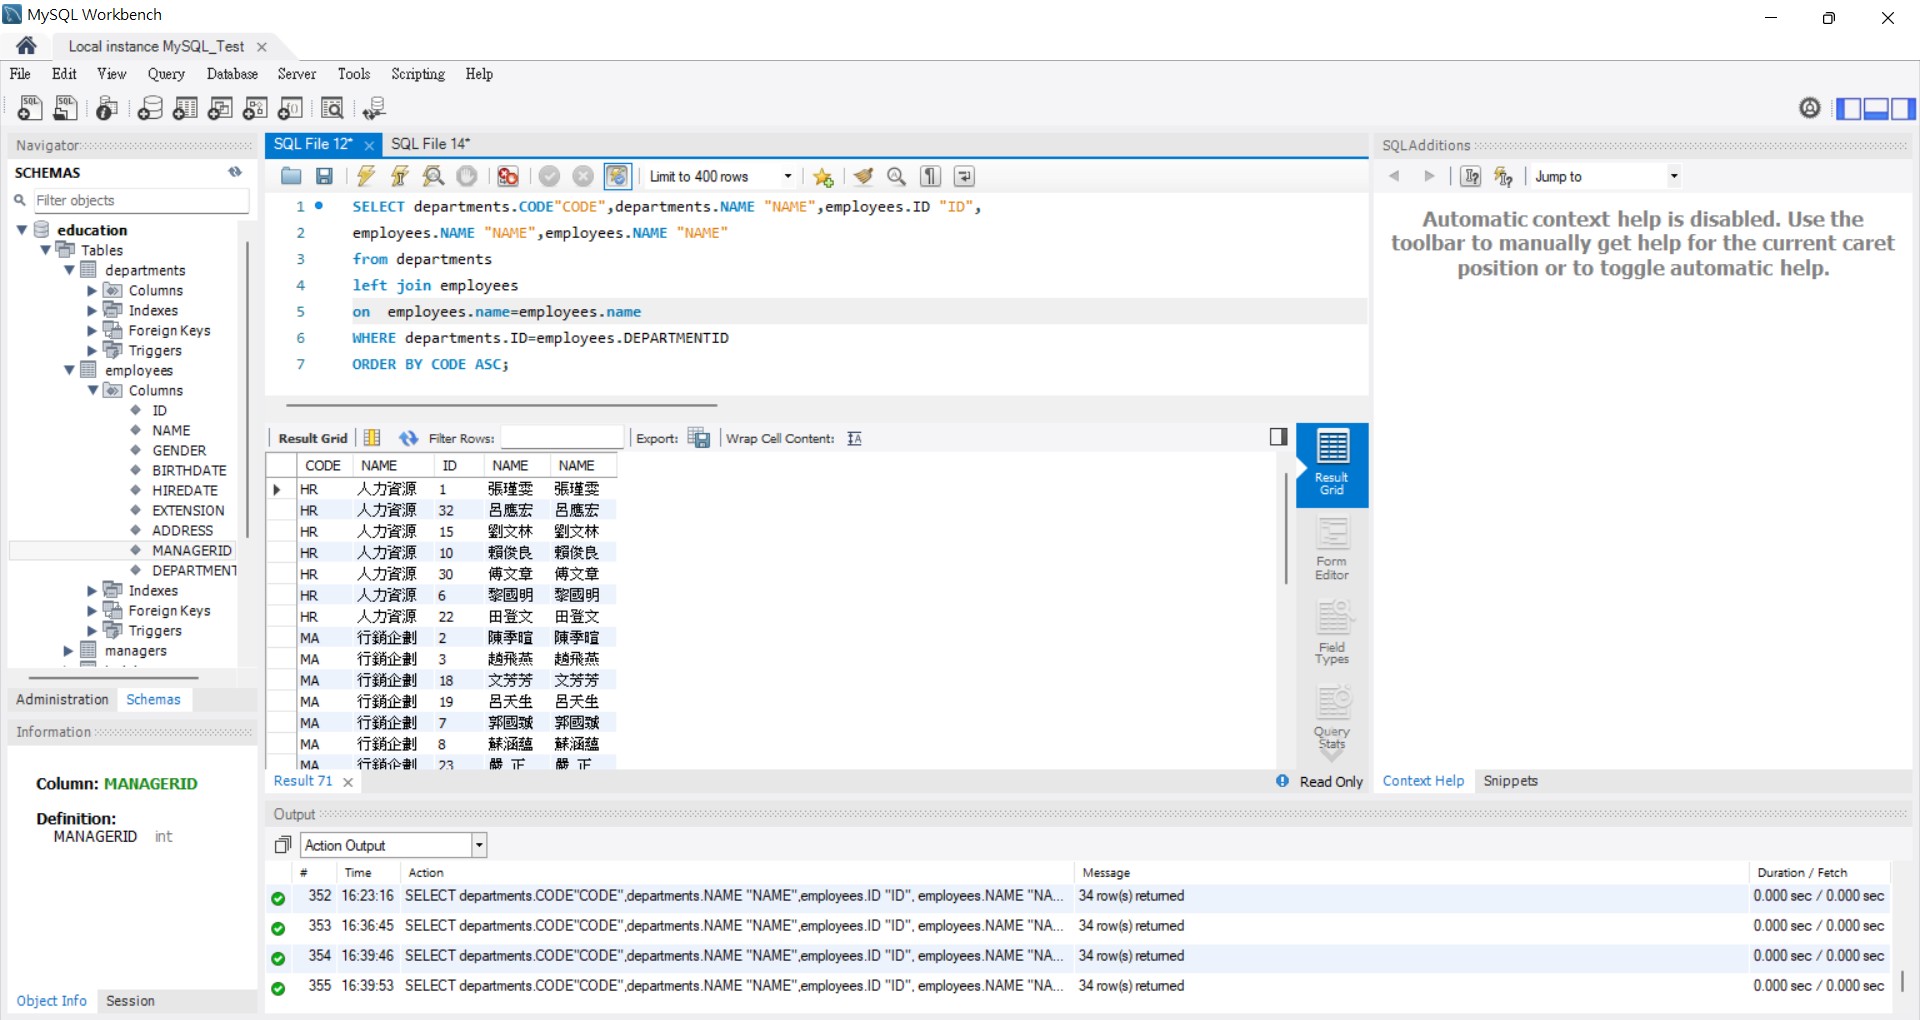 MySQL Workbench
Local instance MySQL_Test
File Edit View Query Database Server Tools Scripting Help
Navigator
SCHEMAS
Filter objects
education
Tables
departments
Columns
Indexes
Foreign Keys
Triggers
employees
Columns
ID
NAME
GENDER
BIRTHDATE
HIREDATE
EXTENSION
ADDRESS
MANAGERID
DEPARTMENT
Indexes
Foreign Keys
Triggers
managers
Administration Schemas
Information
Column: MANAGERID
Definition:
MANAGERID int
Object Info Session
SQL File 12* SQL File 14*
Limit to 400 rows
1 SELECT departments.CODE"CODE",departments.NAME "NAME",employees.ID "ID",
2 employees.NAME "NAME",employees.NAME "NAME"
3 from departments
4 left join employees
5 on employees.name=employees.name
6 WHERE departments.ID=employees.DEPARTMENTID
7 ORDER BY CODE ASC;
Result Grid Filter Rows: Export: Wrap Cell Content:
CODE NAME ID NAME NAME
HR 人力資源 1 張瑾雯 張瑾雯
HR 人力資源 32 呂應宏 呂應宏
HR 人力資源 15 劉文林 劉文林
HR 人力資源 10 賴俊良 賴俊良
HR 人力資源 30 傅文章 傅文章
HR 人力資源 6 黎國明 黎國明
HR 人力資源 22 田登文 田登文
MA 行銷企劃 2 陳季暄 陳季暄
MA 行銷企劃 3 趙飛燕 趙飛燕
MA 行銷企劃 18 文芳芳 文芳芳
MA 行銷企劃 19 呂天生 呂天生
MA 行銷企劃 7 郭國臹 郭國臹
MA 行銷企劃 8 蘇涵蘊 蘇涵蘊
MA 行銷企劃 23 嚴 正 嚴 正
Result Grid
Form Editor
Field Types
Query Stats
Result 71
Read Only
SQLAdditions
Jump to
Automatic context help is disabled. Use the
toolbar to manually get help for the current caret
position or to toggle automatic help.
Context Help Snippets
Output
Action Output
# Time Action Message Duration / Fetch
352 16:23:16 SELECT departments.CODE"CODE",departments.NAME "NAME",employees.ID "ID", employees.NAME "NA... 34 row(s) returned 0.000 sec / 0.000 sec
353 16:36:45 SELECT departments.CODE"CODE",departments.NAME "NAME",employees.ID "ID", employees.NAME "NA... 34 row(s) returned 0.000 sec / 0.000 sec
354 16:39:46 SELECT departments.CODE"CODE",departments.NAME "NAME",employees.ID "ID", employees.NAME "NA... 34 row(s) returned 0.000 sec / 0.000 sec
355 16:39:53 SELECT departments.CODE"CODE",departments.NAME "NAME",employees.ID "ID", employees.NAME "NA... 34 row(s) returned 0.000 sec / 0.000 sec